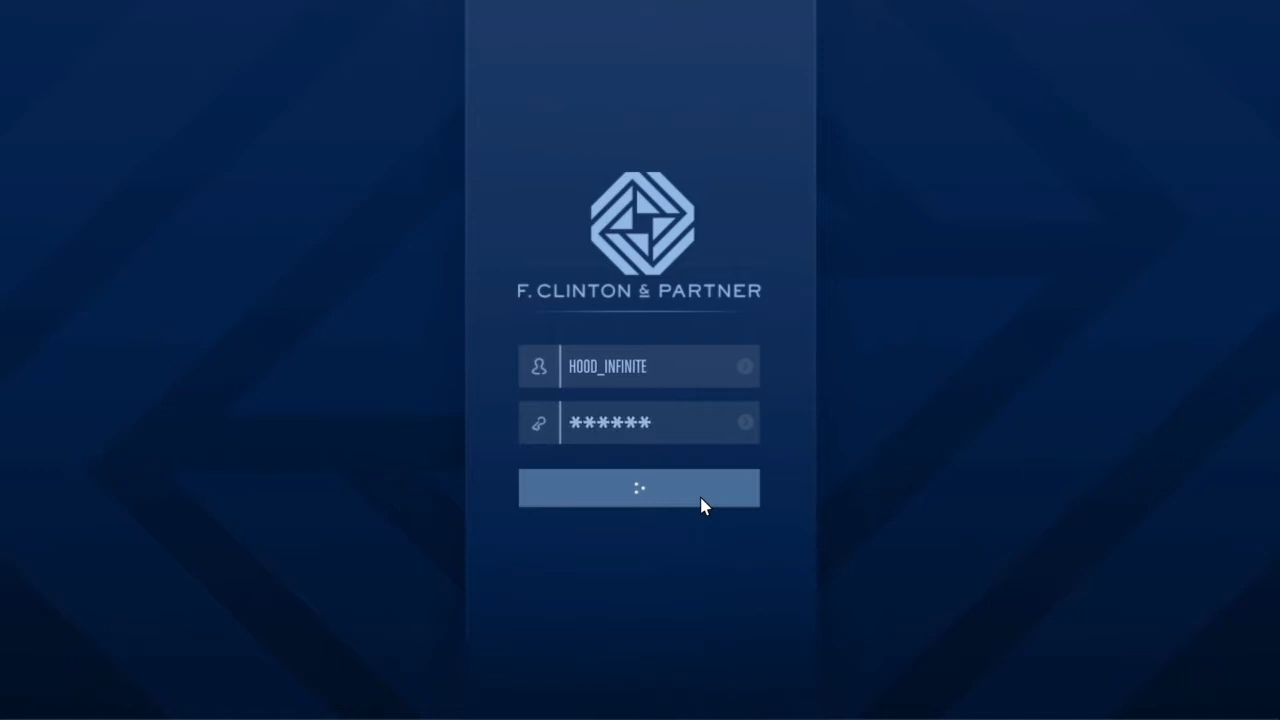 F. CLINTON & PARTNER
HOOD_INFINITE
******